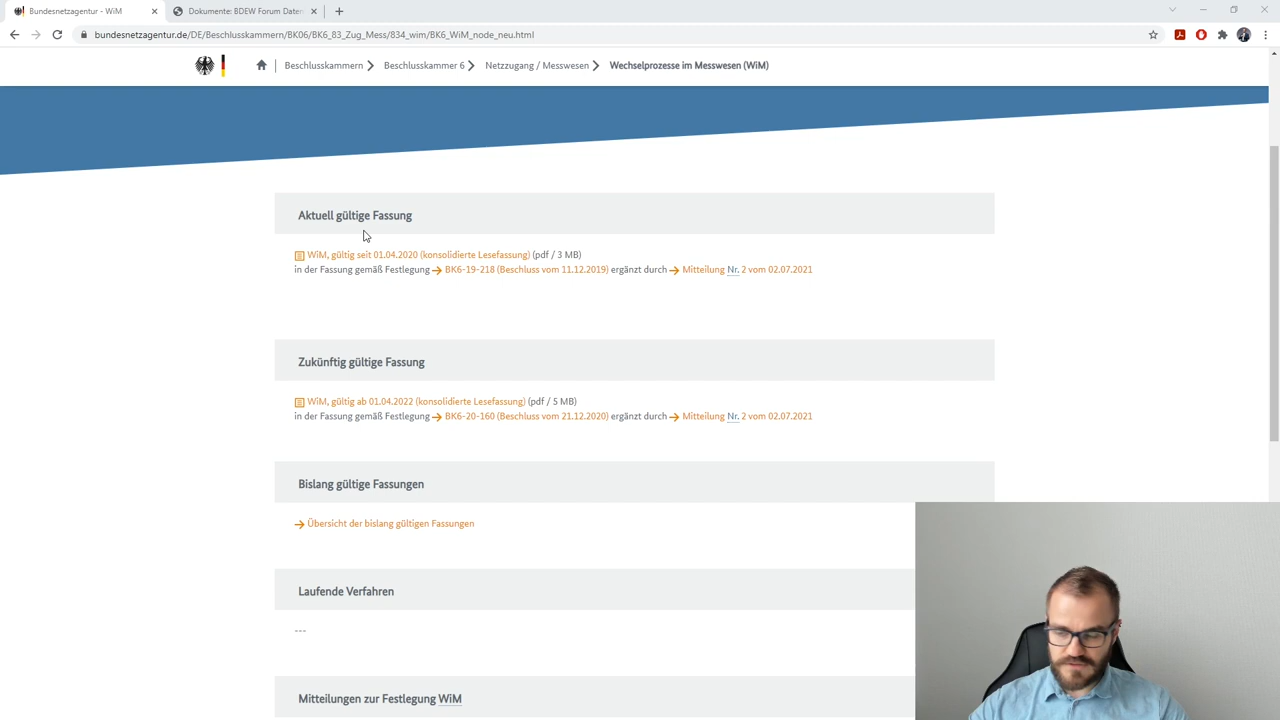 Bundesnetzagentur - WiM
Dokumente: BDEW Forum Daten
bundesnetzagentur.de/DE/Beschlusskammern/BK06/BK6_83_Zug_Mess/834_wim/BK6_WiM_node_neu.html
Beschlusskammern Beschlusskammer 6 Netzzugang / Messwesen Wechselprozesse im Messwesen (WiM)
Aktuell gültige Fassung
WiM, gültig seit 01.04.2020 (konsolidierte Lesefassung) (pdf / 3 MB)
in der Fassung gemäß Festlegung → BK6-19-218 (Beschluss vom 11.12.2019) ergänzt durch → Mitteilung Nr. 2 vom 02.07.2021
Zukünftig gültige Fassung
WiM, gültig ab 01.04.2022 (konsolidierte Lesefassung) (pdf / 5 MB)
in der Fassung gemäß Festlegung → BK6-20-160 (Beschluss vom 21.12.2020) ergänzt durch → Mitteilung Nr. 2 vom 02.07.2021
Bislang gültige Fassungen
→ Übersicht der bislang gültigen Fassungen
Laufende Verfahren
---
Mitteilungen zur Festlegung WiM